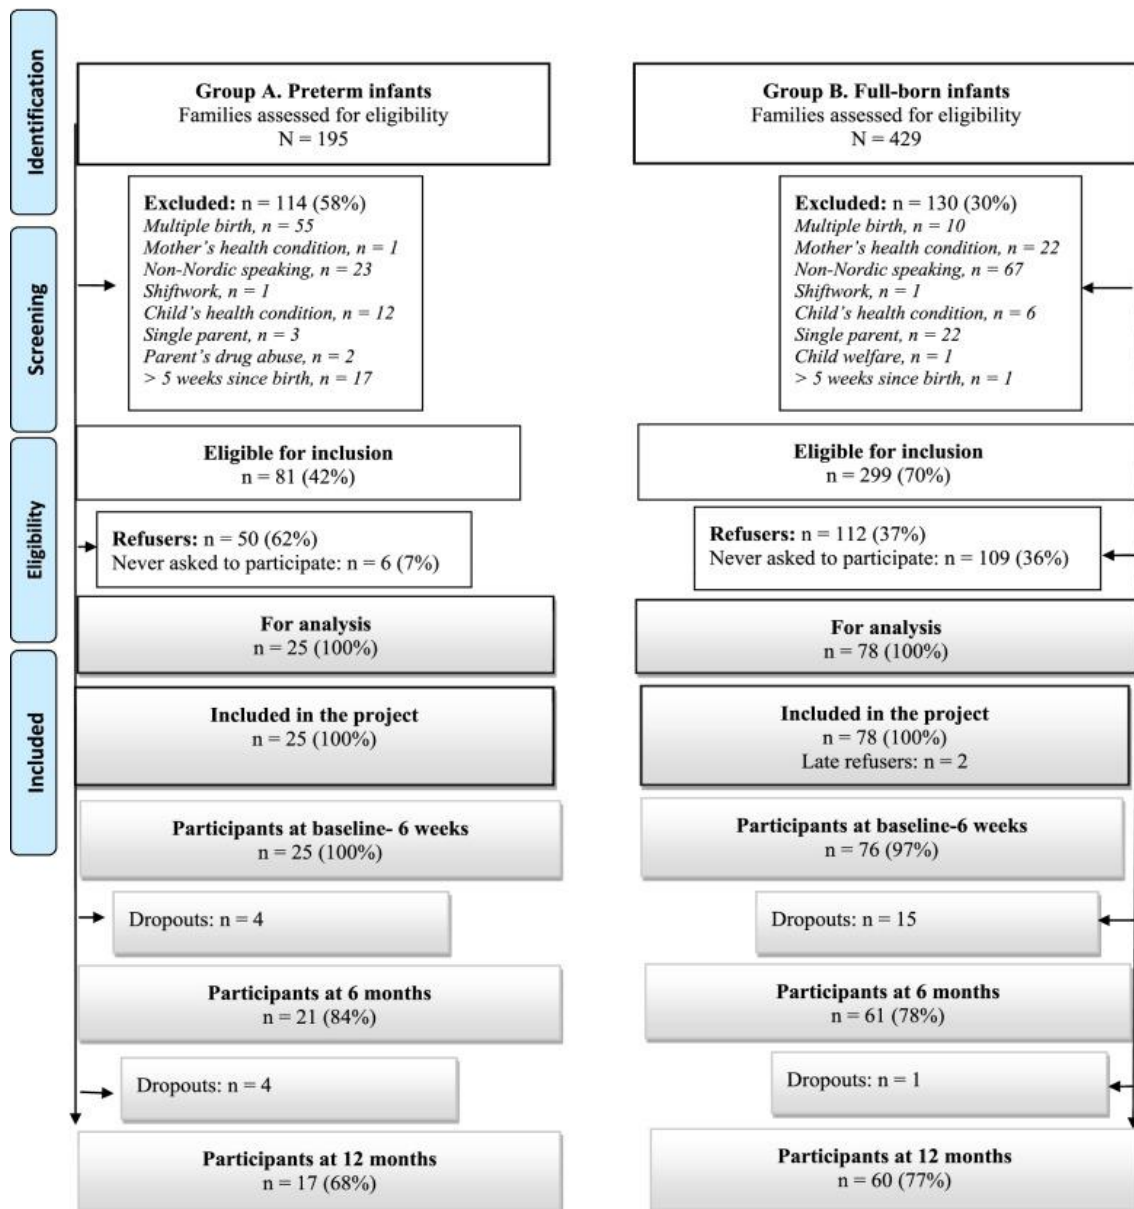 Identification
Screening
Eligibility
Included
Group A. Preterm infants
Families assessed for eligibility
N = 195
Excluded: n = 114 (58%)
Multiple birth, n = 55
Mother's health condition, n = 1
Non-Nordic speaking, n = 23
Shiftwork, n = 1
Child's health condition, n = 12
Single parent, n = 3
Parent's drug abuse, n = 2
> 5 weeks since birth, n = 17
Eligible for inclusion
n = 81 (42%)
Refusers: n = 50 (62%)
Never asked to participate: n = 6 (7%)
For analysis
n = 25 (100%)
Included in the project
n = 25 (100%)
Participants at baseline- 6 weeks
n = 25 (100%)
Dropouts: n = 4
Participants at 6 months
n = 21 (84%)
Dropouts: n = 4
Participants at 12 months
n = 17 (68%)
Group B. Full-born infants
Families assessed for eligibility
N = 429
Excluded: n = 130 (30%)
Multiple birth, n = 10
Mother's health condition, n = 22
Non-Nordic speaking, n = 67
Shiftwork, n = 1
Child's health condition, n = 6
Single parent, n = 22
Child welfare, n = 1
> 5 weeks since birth, n = 1
Eligible for inclusion
n = 299 (70%)
Refusers: n = 112 (37%)
Never asked to participate: n = 109 (36%)
For analysis
n = 78 (100%)
Included in the project
n = 78 (100%)
Late refusers: n = 2
Participants at baseline-6 weeks
n = 76 (97%)
Dropouts: n = 15
Participants at 6 months
n = 61 (78%)
Dropouts: n = 1
Participants at 12 months
n = 60 (77%)